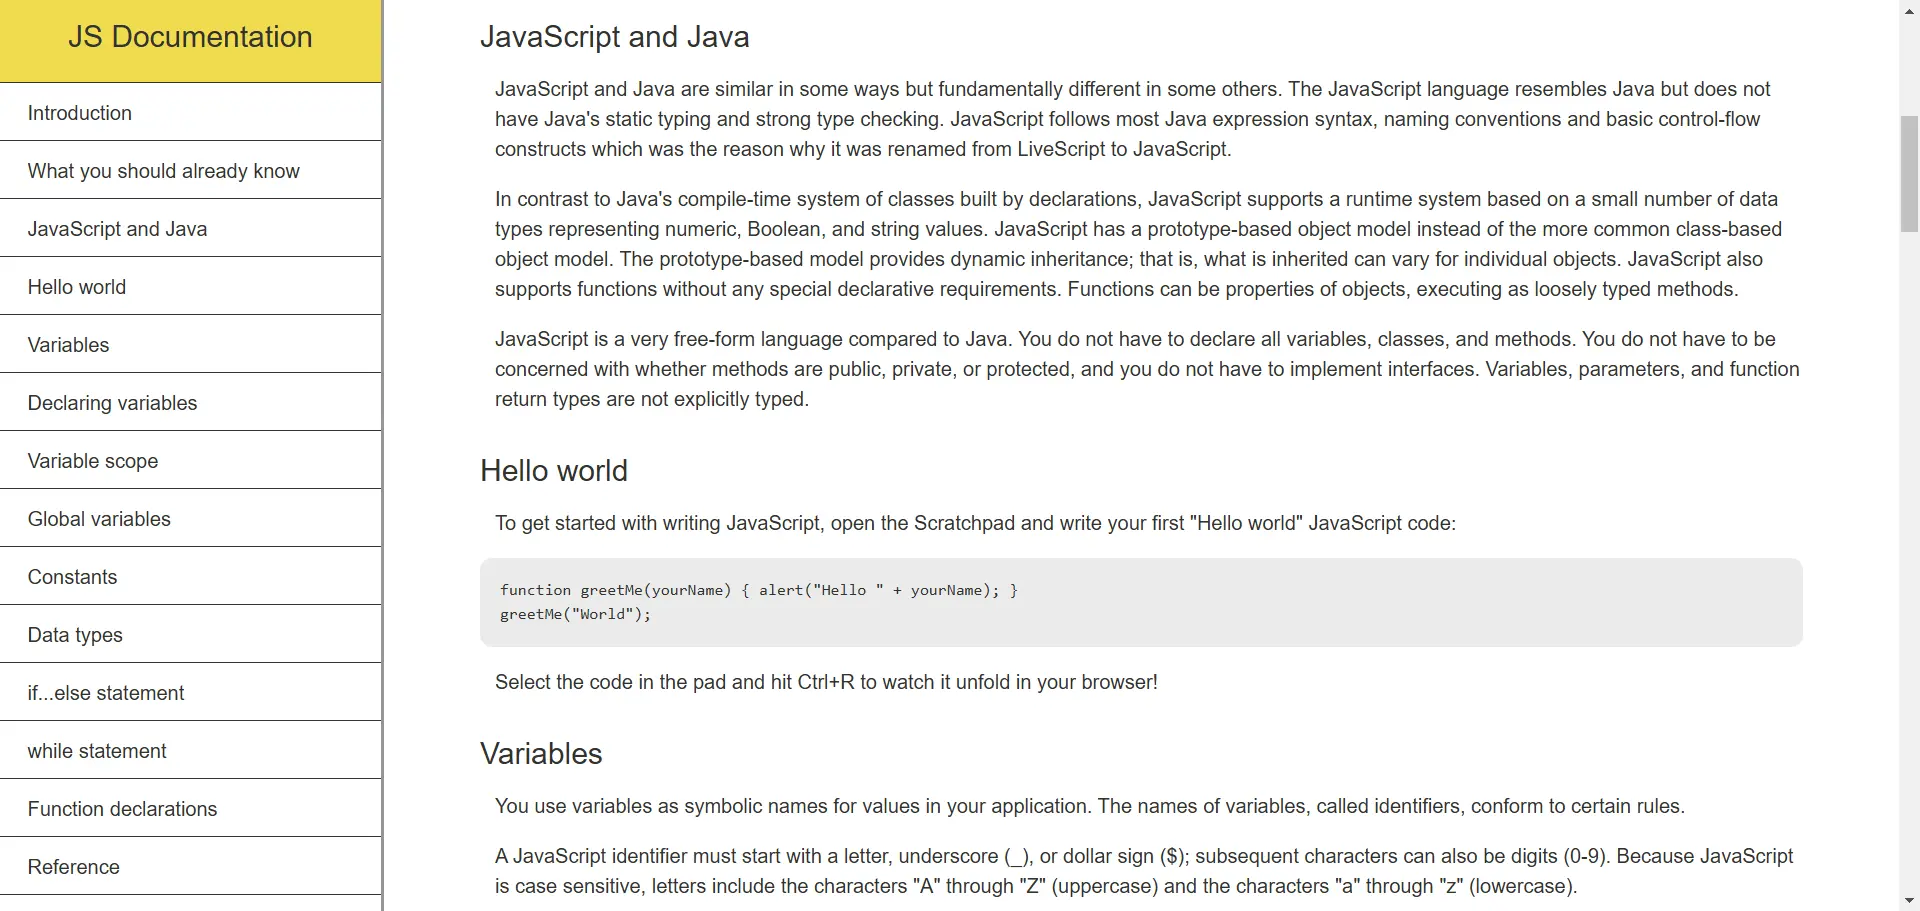 JS Documentation
Introduction
What you should already know
JavaScript and Java
Hello world
Variables
Declaring variables
Variable scope
Global variables
Constants
Data types
if...else statement
while statement
Function declarations
Reference
JavaScript and Java
JavaScript and Java are similar in some ways but fundamentally different in some others. The JavaScript language resembles Java but does not
have Java's static typing and strong type checking. JavaScript follows most Java expression syntax, naming conventions and basic control-flow
constructs which was the reason why it was renamed from LiveScript to JavaScript.
In contrast to Java's compile-time system of classes built by declarations, JavaScript supports a runtime system based on a small number of data
types representing numeric, Boolean, and string values. JavaScript has a prototype-based object model instead of the more common class-based
object model. The prototype-based model provides dynamic inheritance; that is, what is inherited can vary for individual objects. JavaScript also
supports functions without any special declarative requirements. Functions can be properties of objects, executing as loosely typed methods.
JavaScript is a very free-form language compared to Java. You do not have to declare all variables, classes, and methods. You do not have to be
concerned with whether methods are public, private, or protected, and you do not have to implement interfaces. Variables, parameters, and function
return types are not explicitly typed.
Hello world
To get started with writing JavaScript, open the Scratchpad and write your first "Hello world" JavaScript code:
function greetMe(yourName) { alert("Hello " + yourName); }
greetMe("World");
Select the code in the pad and hit Ctrl+R to watch it unfold in your browser!
Variables
You use variables as symbolic names for values in your application. The names of variables, called identifiers, conform to certain rules.
A JavaScript identifier must start with a letter, underscore (_), or dollar sign ($); subsequent characters can also be digits (0-9). Because JavaScript
is case sensitive, letters include the characters "A" through "Z" (uppercase) and the characters "a" through "z" (lowercase).